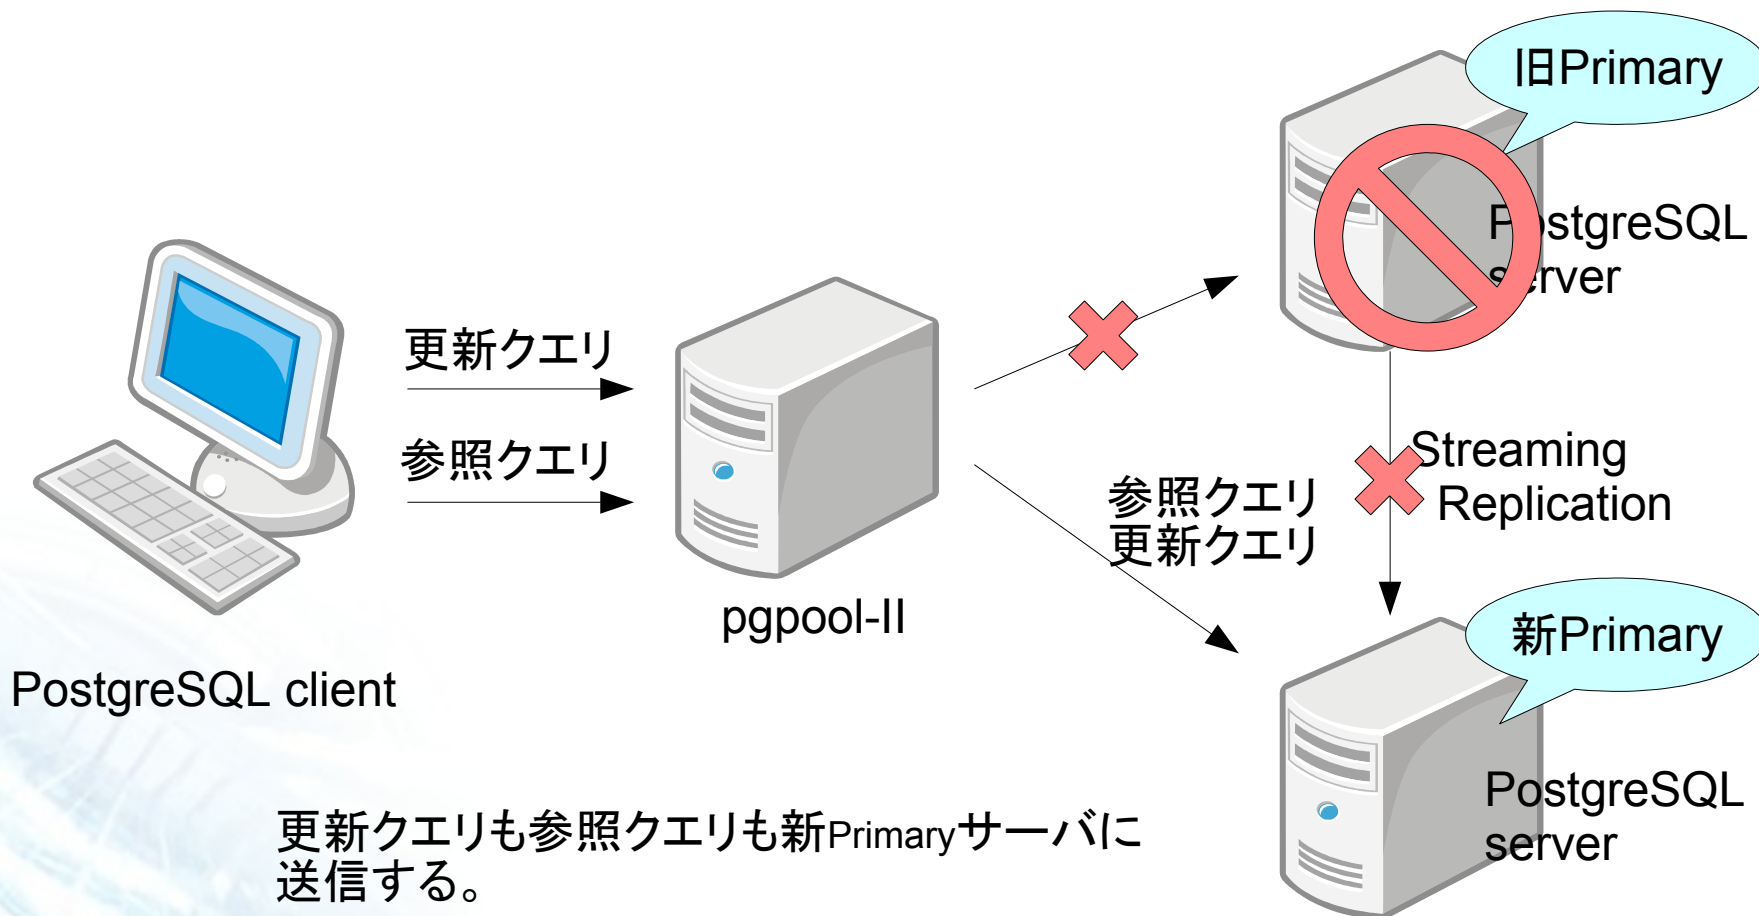 旧Primary
PostgreSQL
server
更新クエリ
参照クエリ
Streaming
Replication
参照クエリ
更新クエリ
pgpool-II
新Primary
PostgreSQL client
PostgreSQL
server
更新クエリも参照クエリも新Primaryサーバに
送信する。